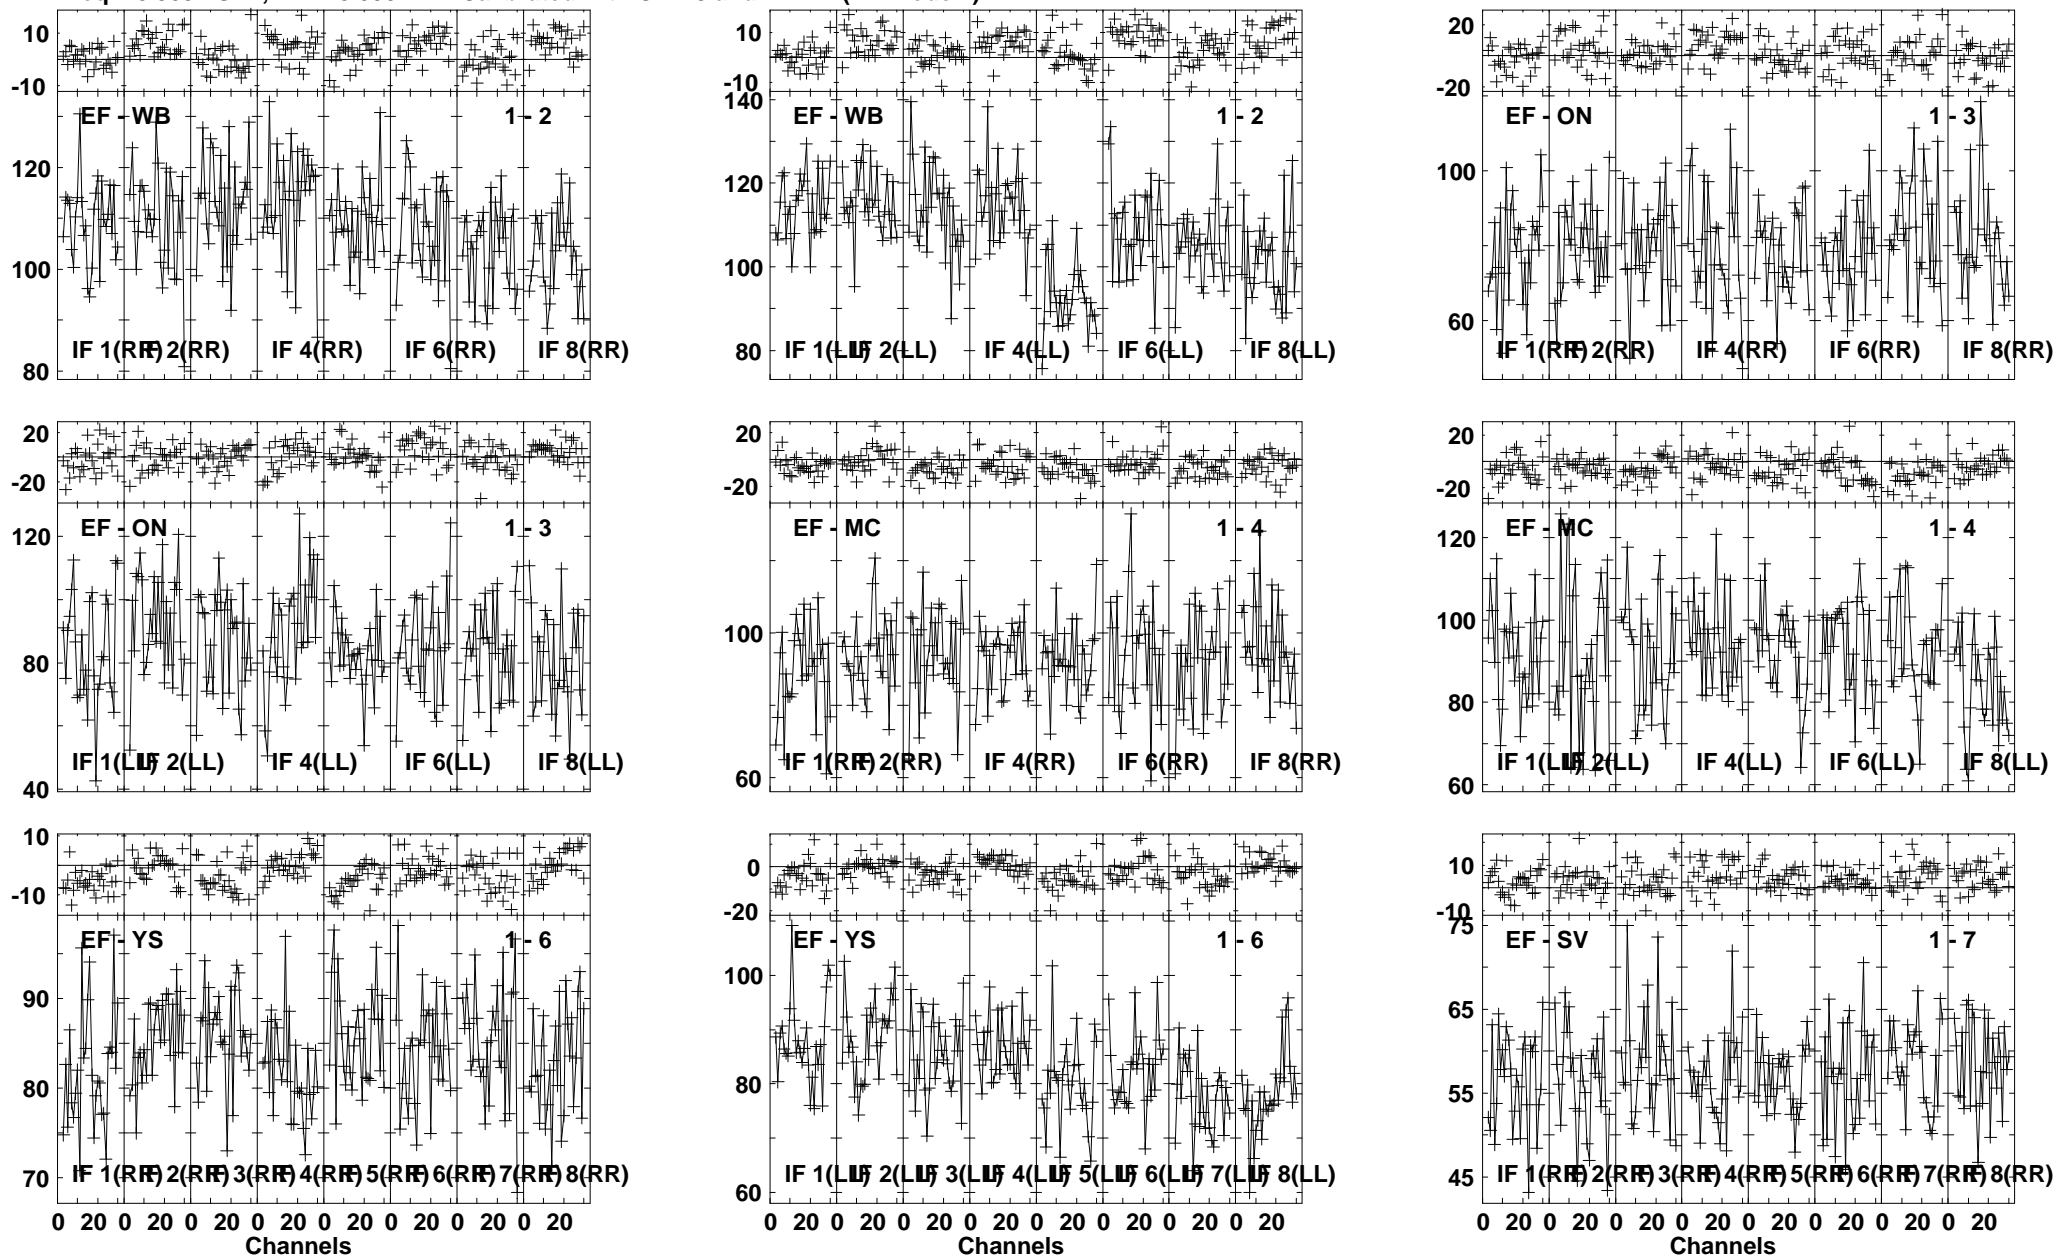 10
-10
EF - WB 1 - 2
120
100
80
IF 1(RR) IF 2(RR) IF 4(RR) IF 6(RR) IF 8(RR)
10
-10
140
EF - WB 1 - 2
120
100
80
IF 1(LL) IF 2(LL) IF 4(LL) IF 6(LL) IF 8(LL)
20
0
-20
EF - ON 1 - 3
100
60
IF 1(RR) IF 2(RR) IF 4(RR) IF 6(RR) IF 8(RR)
20
-20
EF - ON 1 - 3
120
100
80
40
IF 1(LL) IF 2(LL) IF 4(LL) IF 6(LL) IF 8(LL)
20
-20
EF - MC 1 - 4
100
60
IF 1(RR) IF 2(RR) IF 4(RR) IF 6(RR) IF 8(RR)
20
-20
EF - MC 1 - 4
120
100
80
60
IF 1(LL) IF 2(LL) IF 4(LL) IF 6(LL) IF 8(LL)
10
-10
EF - YS 1 - 6
90
80
70
IF 1(RR) IF 2(RR) IF 3(RR) IF 4(RR) IF 5(RR) IF 6(RR) IF 7(RR) IF 8(RR)
0 20 0 20 0 20 0 20 0 20 0 20 0 20 0 20
Channels
0
-20
EF - YS 1 - 6
100
80
60
IF 1(LL) IF 2(LL) IF 3(LL) IF 4(LL) IF 5(LL) IF 6(LL) IF 7(LL) IF 8(LL)
0 20 0 20 0 20 0 20 0 20 0 20 0 20 0 20
Channels
10
-10
75
EF - SV 1 - 7
65
55
45
IF 1(RR) IF 2(RR) IF 3(RR) IF 4(RR) IF 5(RR) IF 6(RR) IF 7(RR) IF 8(RR)
0 20 0 20 0 20 0 20 0 20 0 20 0 20 0 20
Channels